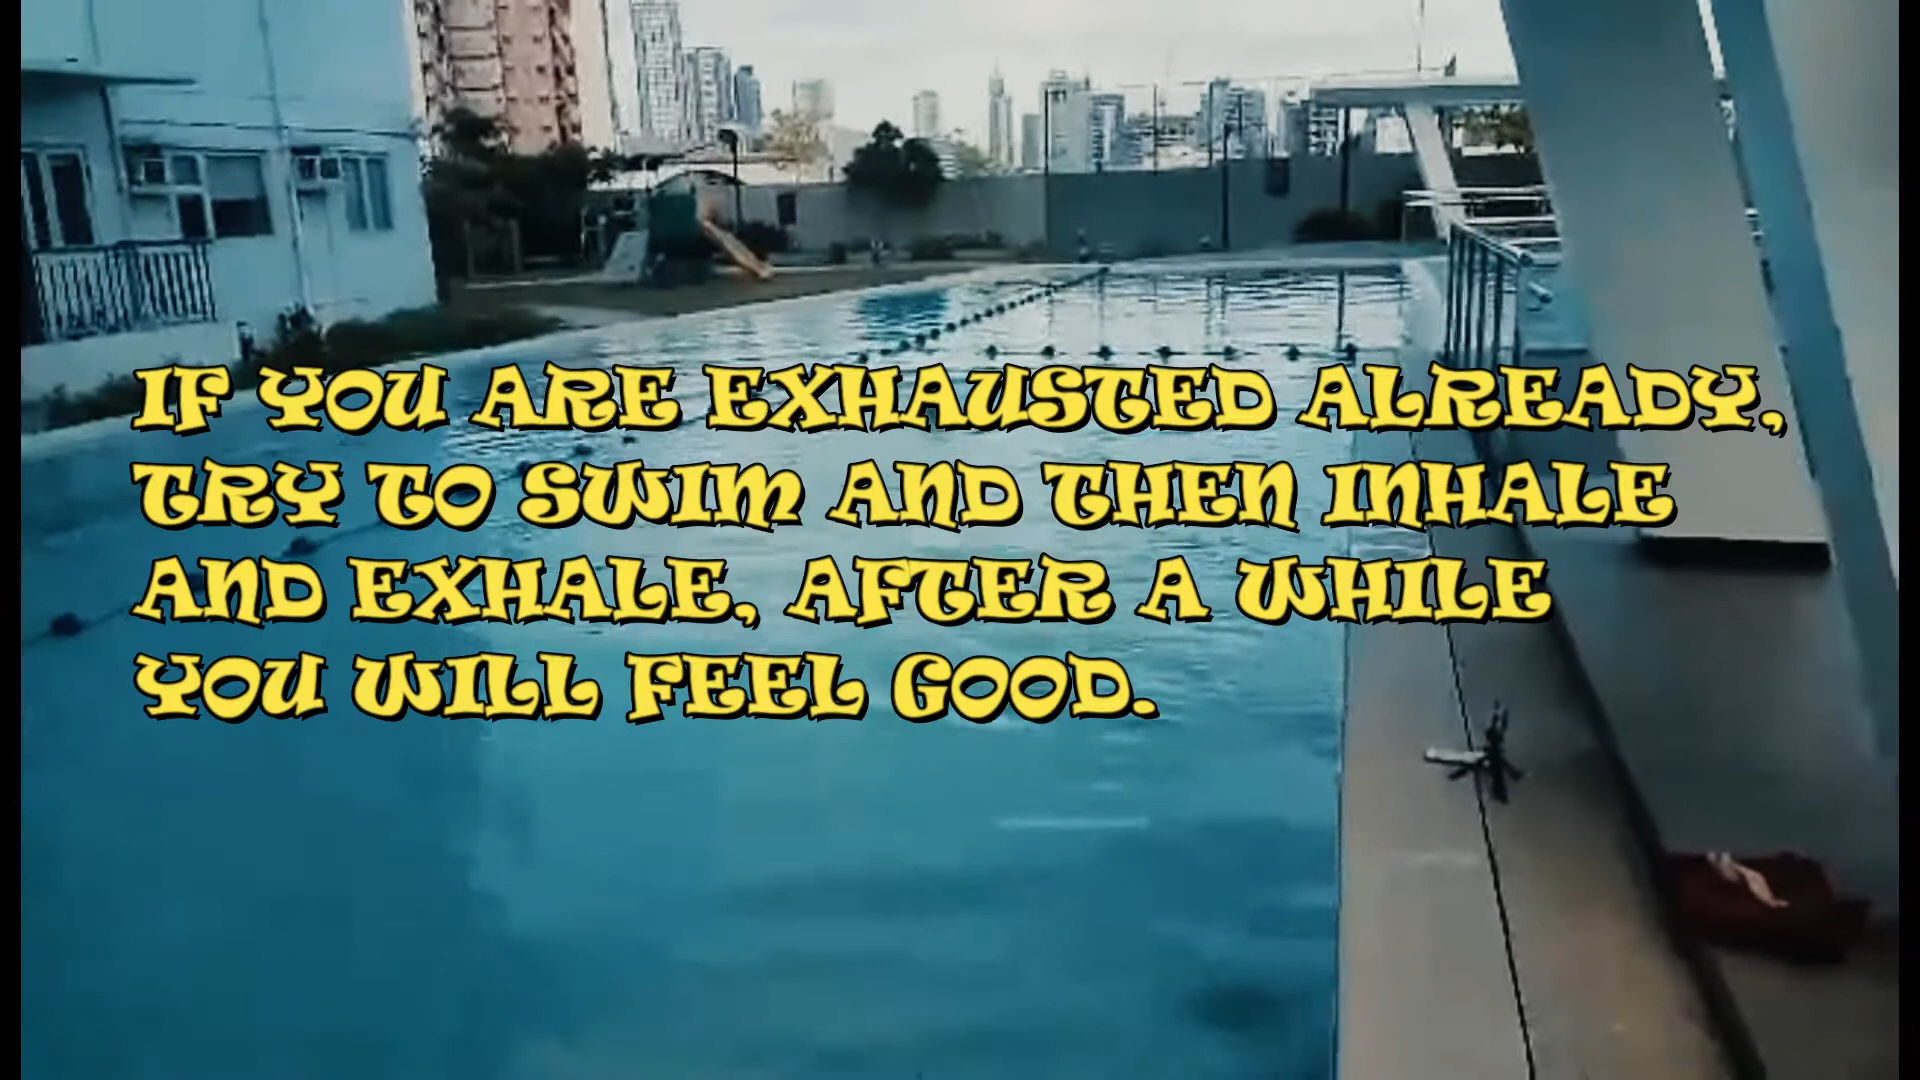 IF YOU ARE EXHAUSTED ALREADY,
TRY TO SWIM AND THEN INHALE
AND EXHALE, AFTER A WHILE
YOU WILL FEEL GOOD.